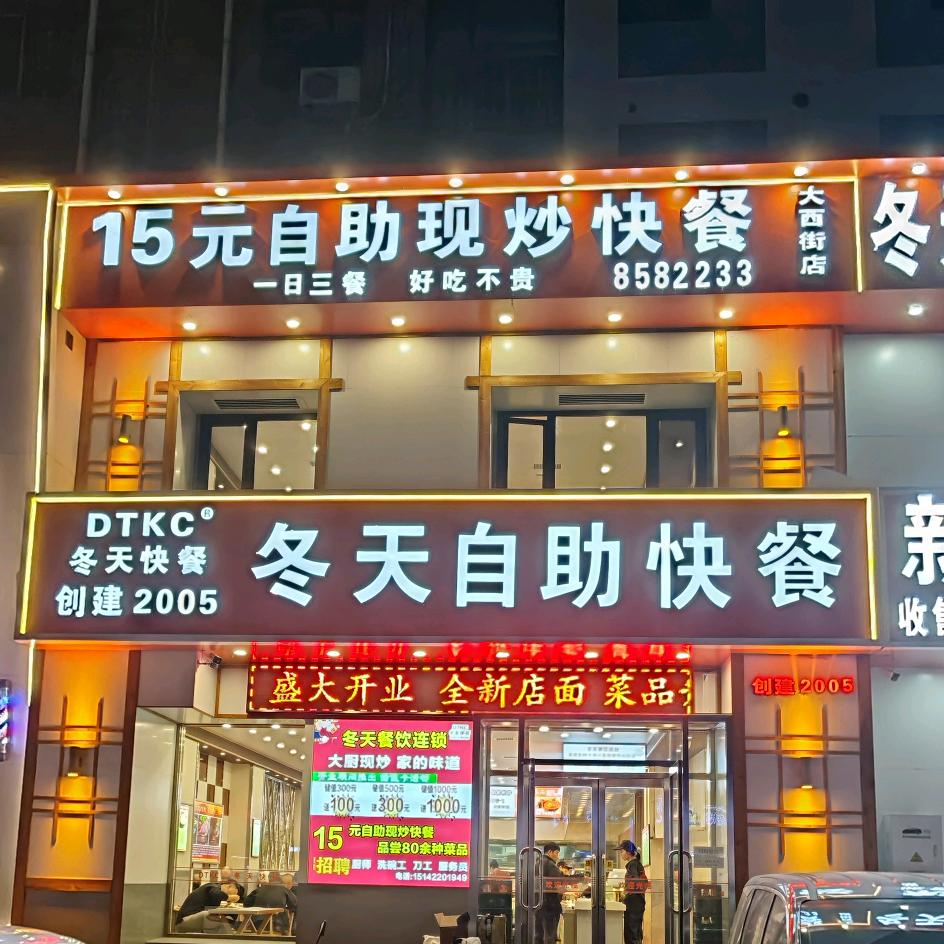 15元自助现炒快餐
大西街店
一日三餐 好吃不贵 8582233
冬
DTKC®
冬天快餐
创建2005
冬天自助快餐
新
收售
盛大开业 全新店面 菜品
创建2005
冬天餐饮连锁
大厨现炒 家的味道
储值300元 储值500元 储值1000元
送100元 送300元 送1000元
15元自助现炒快餐
品尝80余种菜品
招聘 厨师 洗碗工 刀工 服务员
电话:15142201949